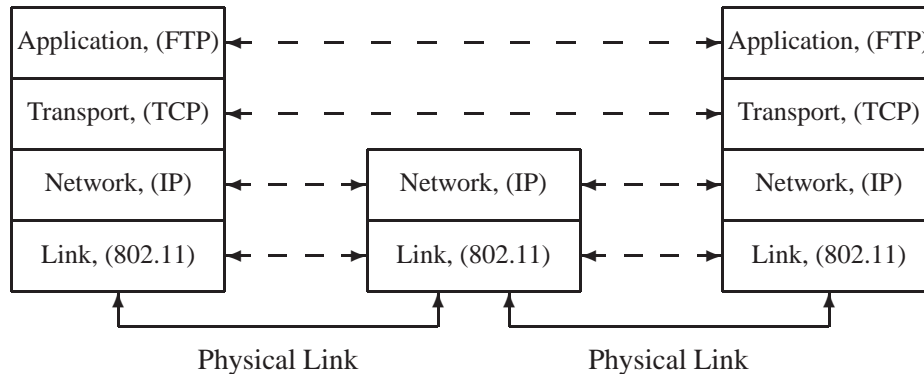 Application, (FTP) Application, (FTP)
Transport, (TCP) Transport, (TCP)
Network, (IP) Network, (IP) Network, (IP)
Link, (802.11) Link, (802.11) Link, (802.11)
Physical Link Physical Link